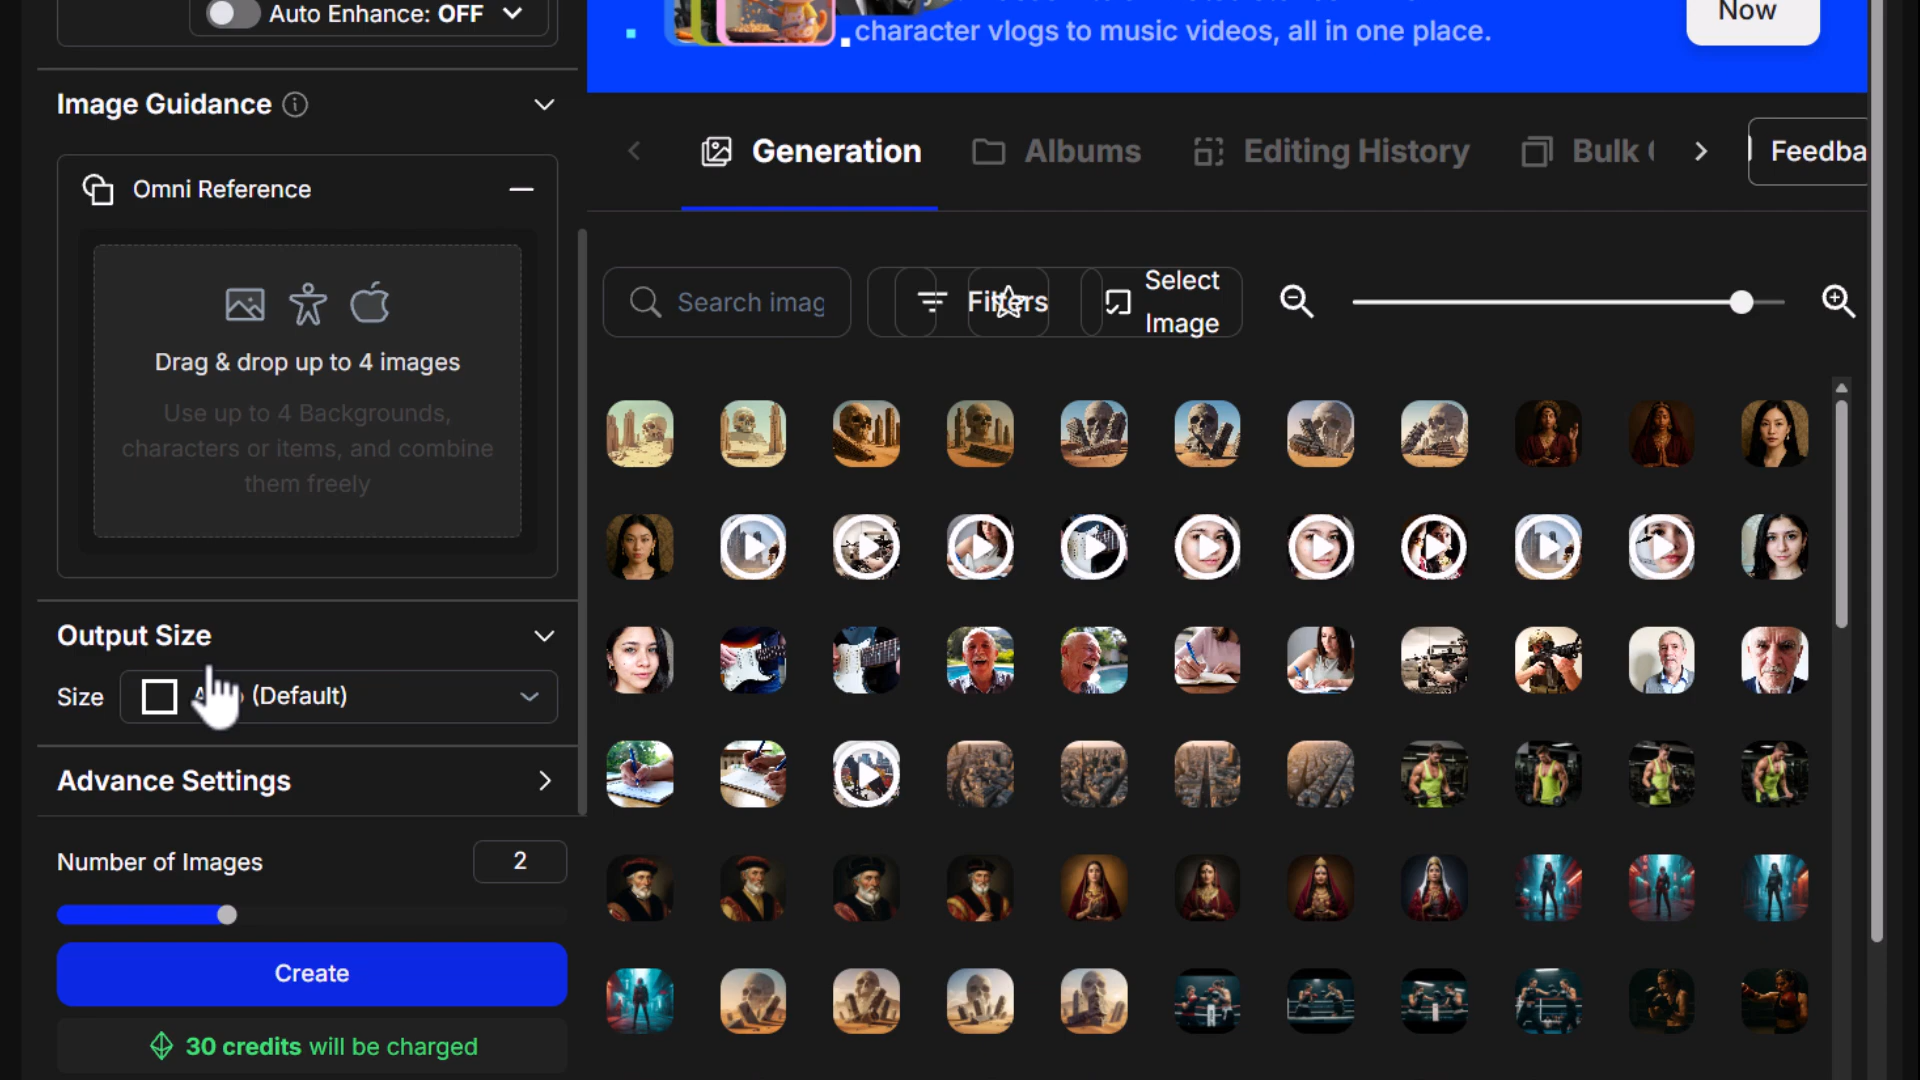 Auto Enhance: OFF
Image Guidance
Omni Reference
Drag & drop up to 4 images
Use up to 4 Backgrounds,
characters or items, and combine
them freely
Output Size
Size (Default)
Advance Settings
Number of Images 2
Create
30 credits will be charged
character vlogs to music videos, all in one place.
Now
Generation Albums Editing History Bulk Feedba
Search imag
Filters
Select
Image